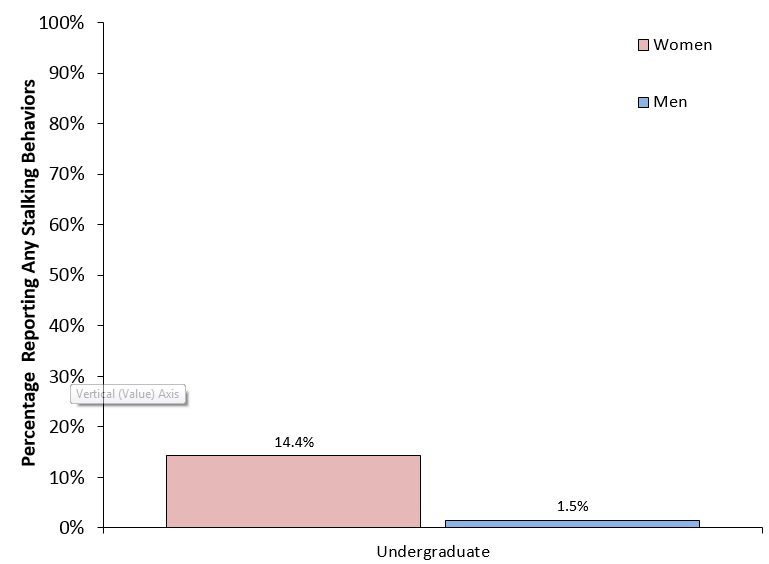 Percentage Reporting Any Stalking Behaviors
100%
90%
80%
70%
60%
50%
40%
30%
20%
10%
0%
Women
Men
Vertical (Value) Axis
14.4%
1.5%
Undergraduate